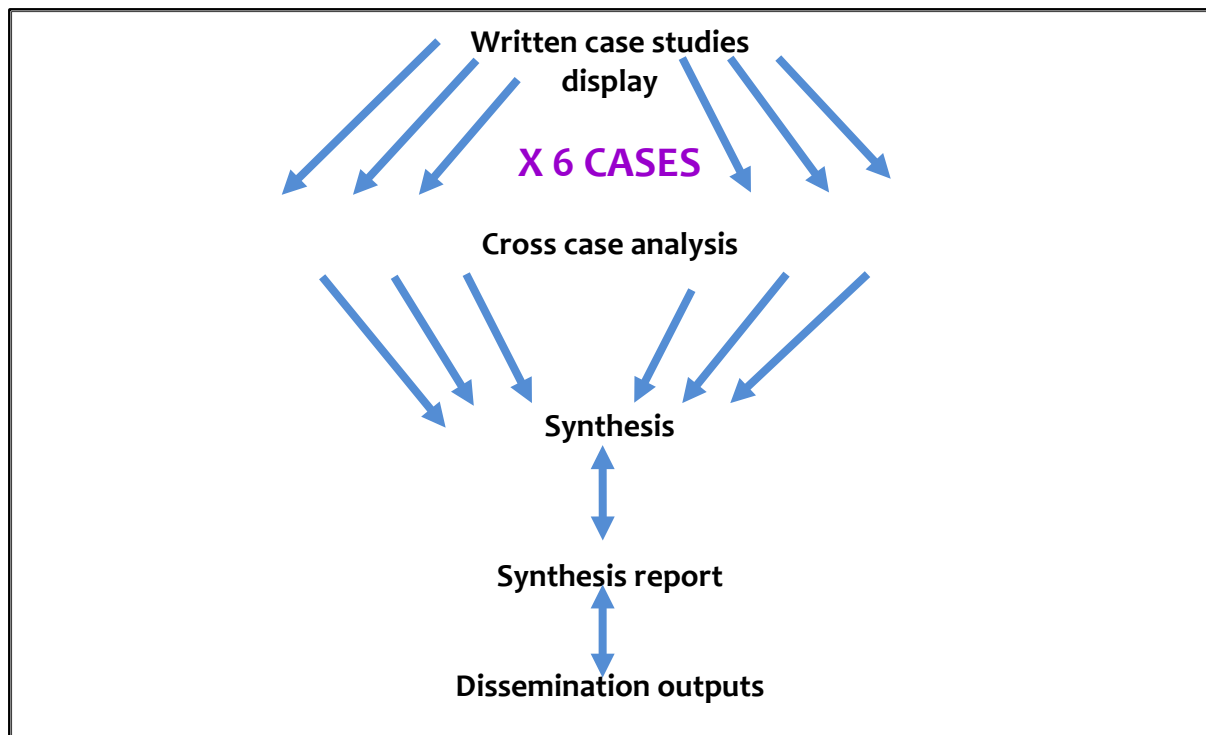 Written case studies
display
X 6 CASES
Cross case analysis
Synthesis
Synthesis report
Dissemination outputs